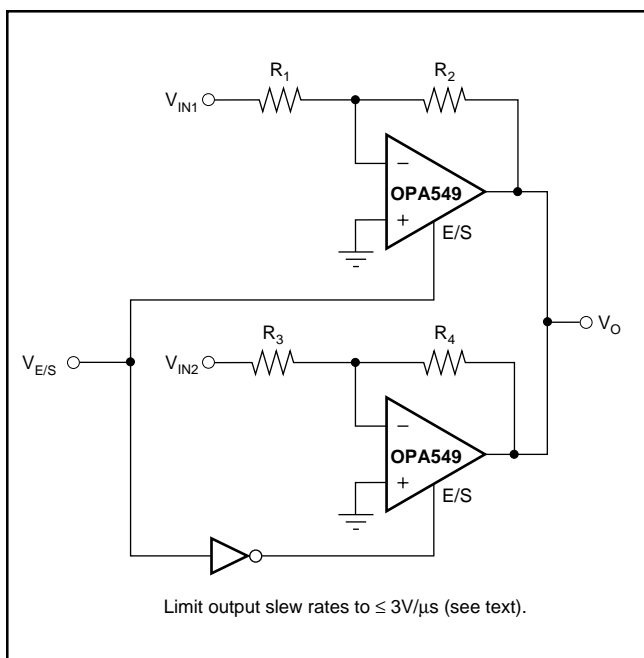 R1 R2
VIN1
−
OPA549
+
E/S
VO
R3 R4
VE/S VIN2
−
OPA549
+
E/S
Limit output slew rates to ≤ 3V/µs (see text).